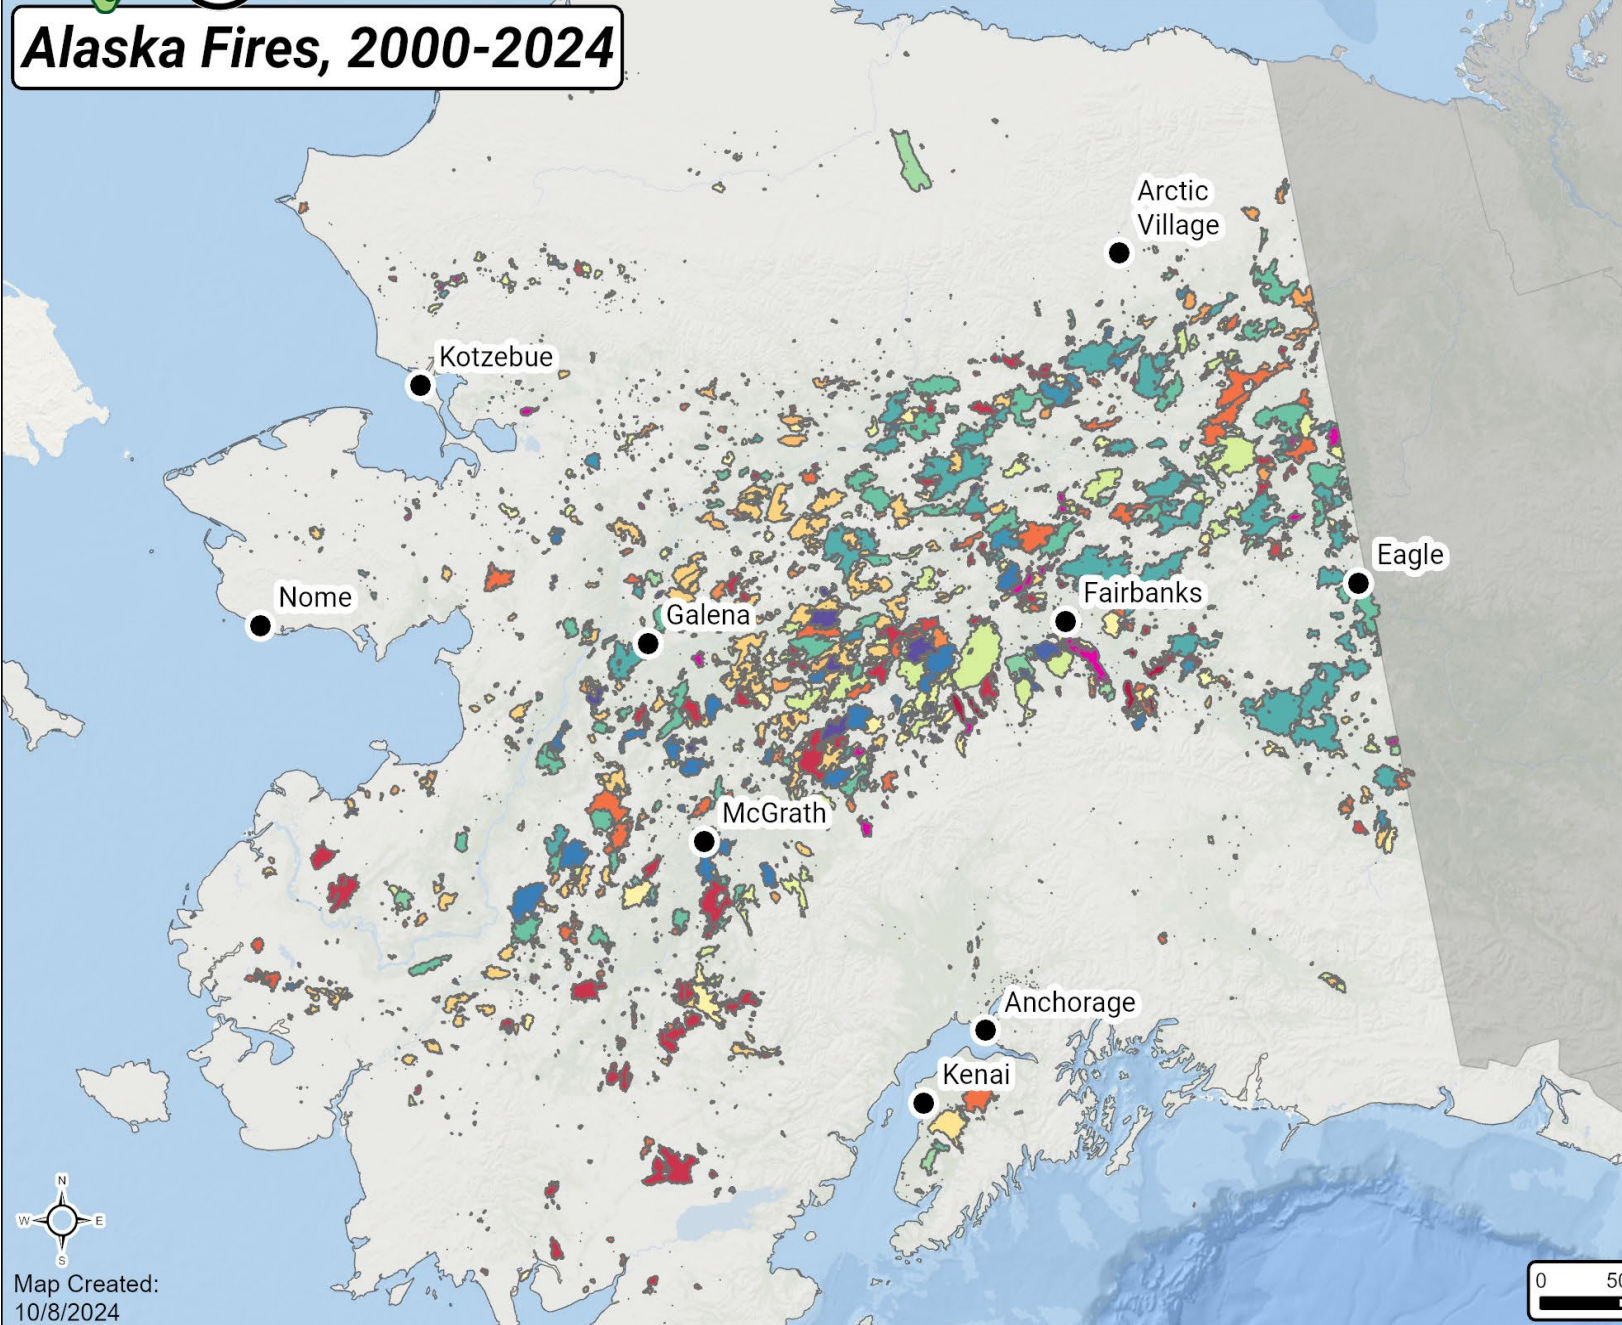 Alaska Fires, 2000-2024
Arctic
Village
Kotzebue
Eagle
Nome
Fairbanks
Galena
McGrath
Anchorage
Kenai
N
W
E
S
Map Created:
10/8/2024
0